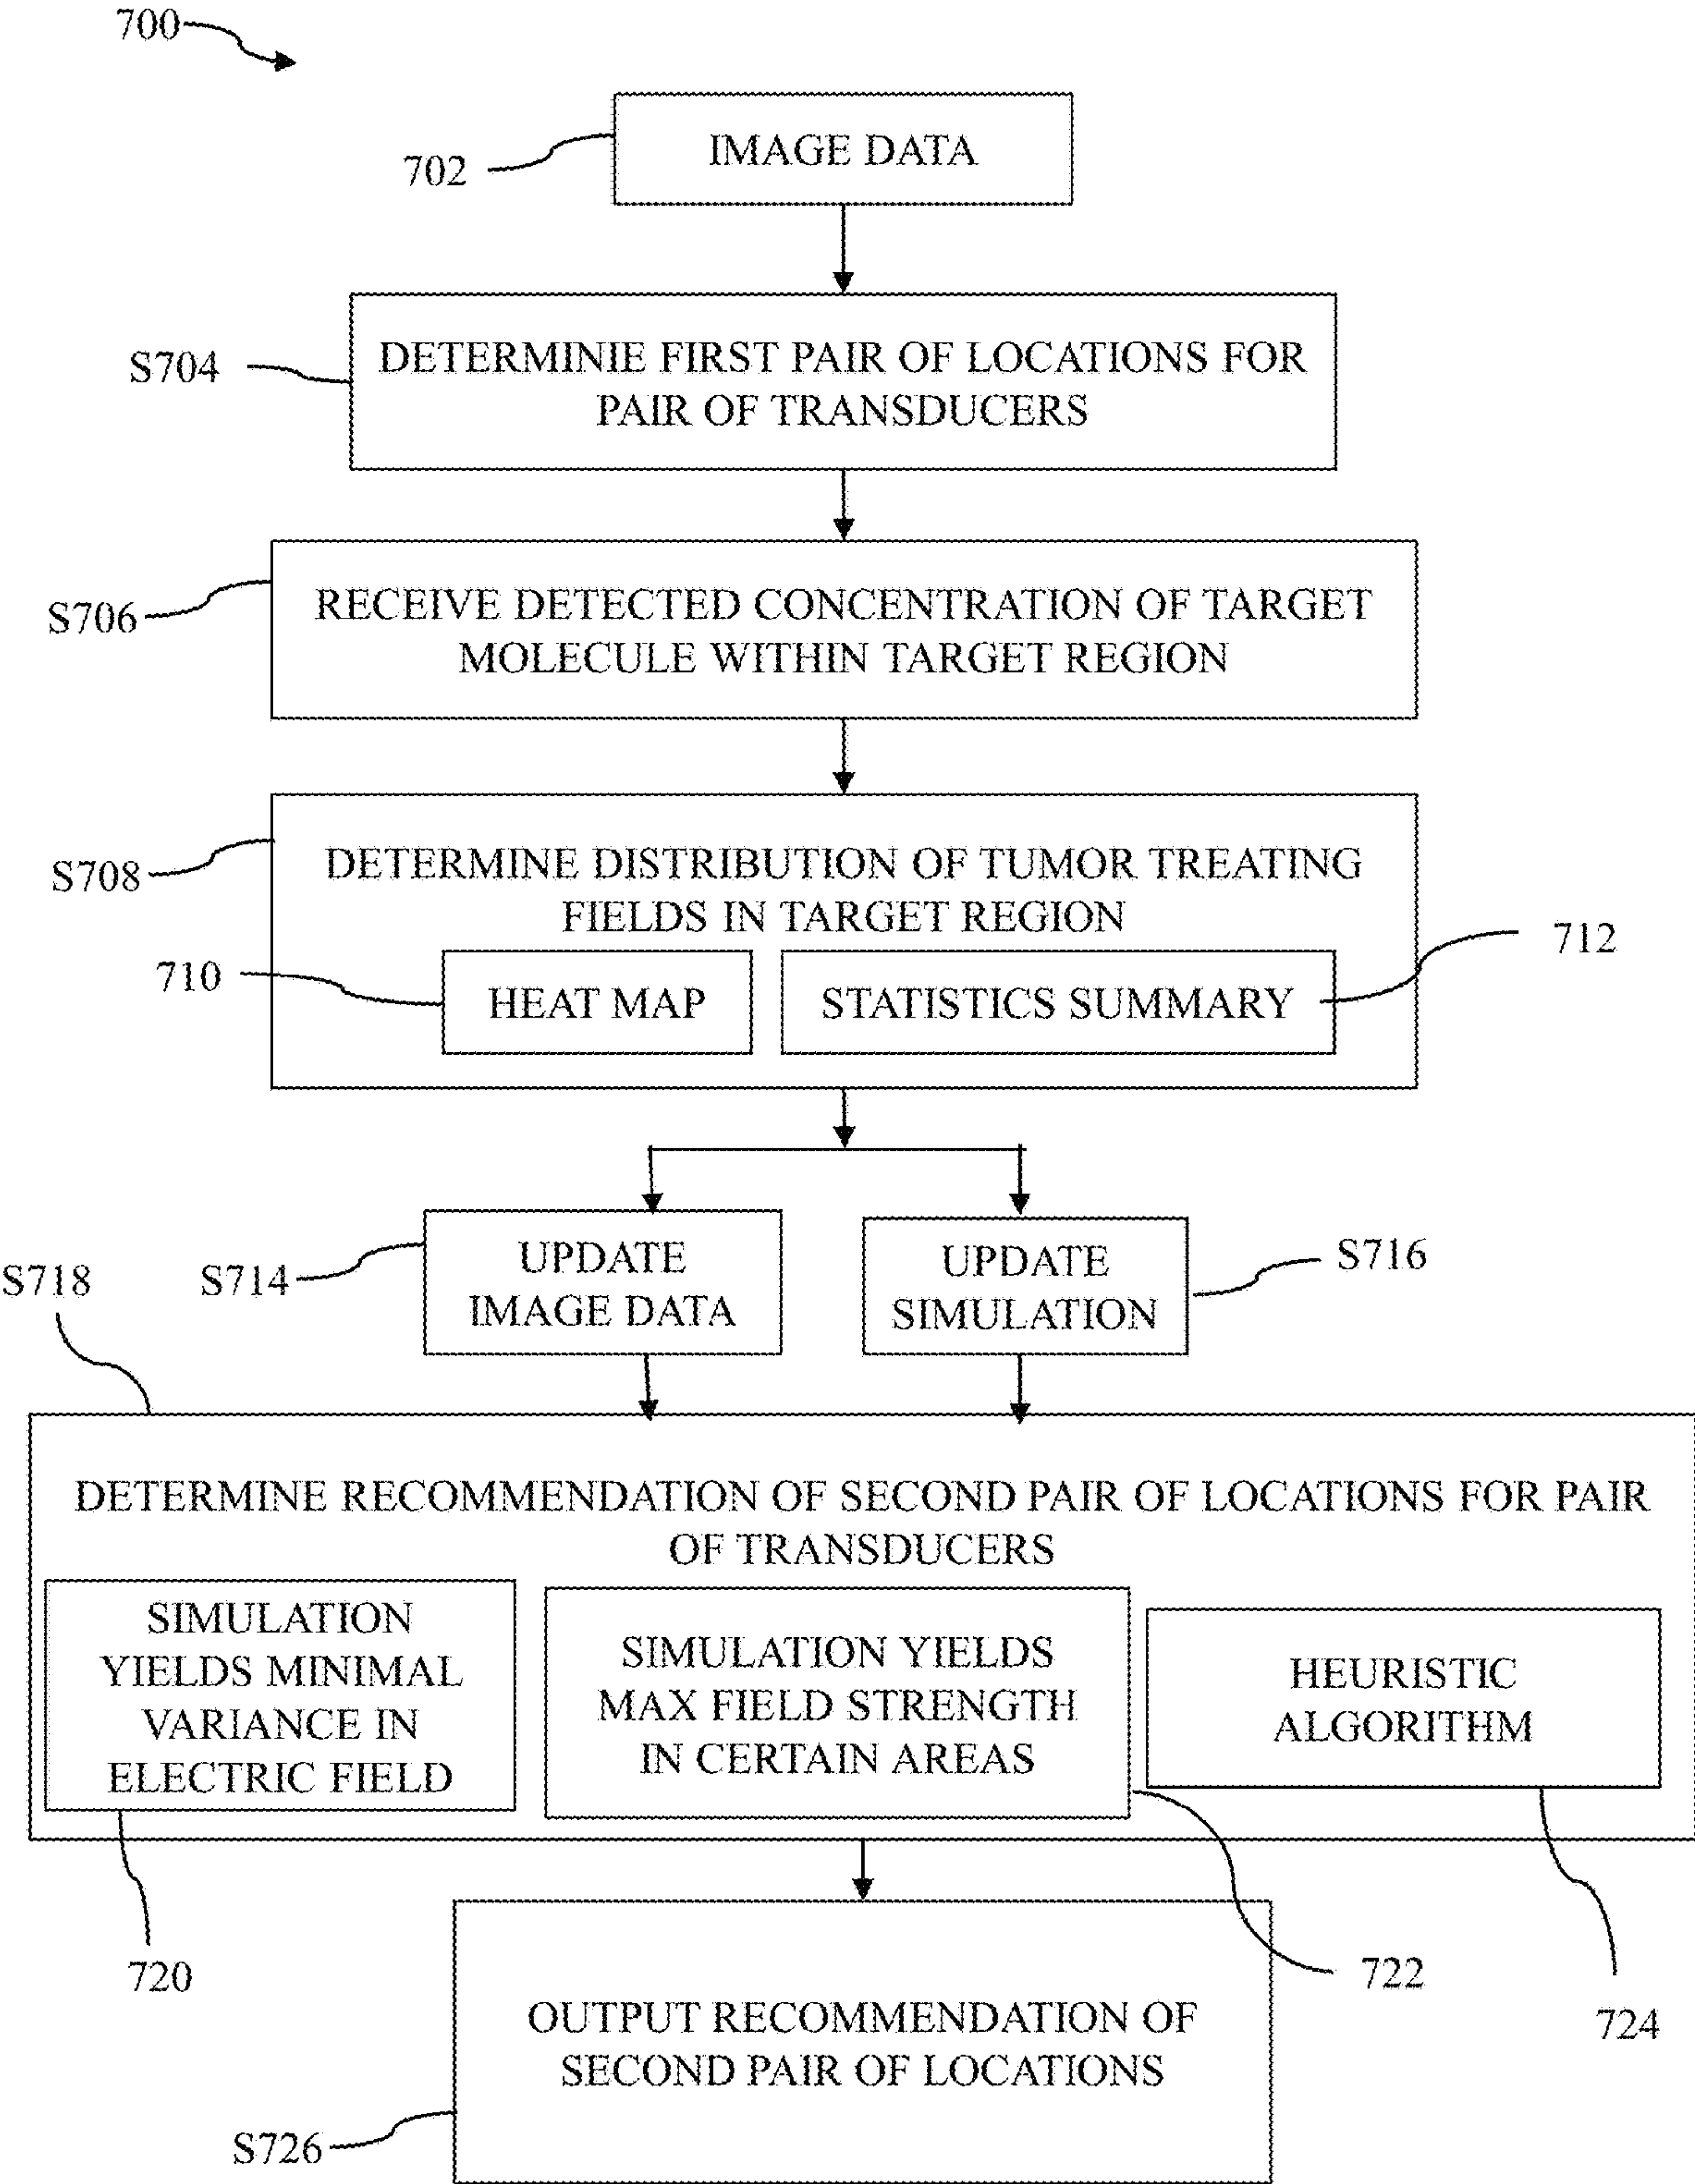 700
IMAGE DATA
702
S704
DETERMINIE FIRST PAIR OF LOCATIONS FOR
PAIR OF TRANSDUCERS
S706
RECEIVE DETECTED CONCENTRATION OF TARGET
MOLECULE WITHIN TARGET REGION
S708
DETERMINE DISTRIBUTION OF TUMOR TREATING
FIELDS IN TARGET REGION
712
710
HEAT MAP
STATISTICS SUMMARY
S714
UPDATE
IMAGE DATA
UPDATE
SIMULATION
S716
S718
DETERMINE RECOMMENDATION OF SECOND PAIR OF LOCATIONS FOR PAIR
OF TRANSDUCERS
SIMULATION
YIELDS MINIMAL
VARIANCE IN
ELECTRIC FIELD
SIMULATION YIELDS
MAX FIELD STRENGTH
IN CERTAIN AREAS
HEURISTIC
ALGORITHM
720
722
724
OUTPUT RECOMMENDATION OF
SECOND PAIR OF LOCATIONS
S726